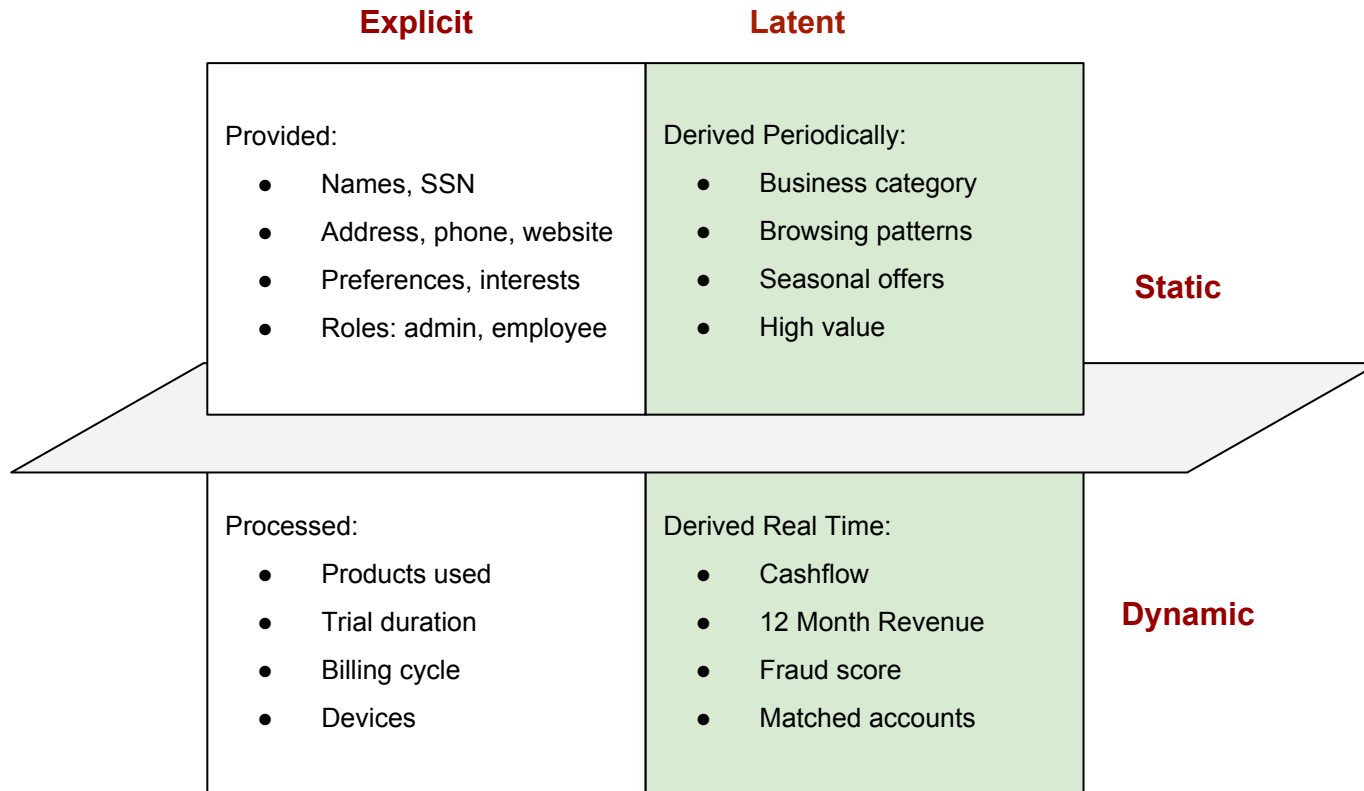 Explicit
Latent
Provided:
● Names, SSN
● Address, phone, website
● Preferences, interests
● Roles: admin, employee
Derived Periodically:
● Business category
● Browsing patterns
● Seasonal offers
● High value
Static
Processed:
● Products used
● Trial duration
● Billing cycle
● Devices
Derived Real Time:
● Cashflow
● 12 Month Revenue
● Fraud score
● Matched accounts
Dynamic